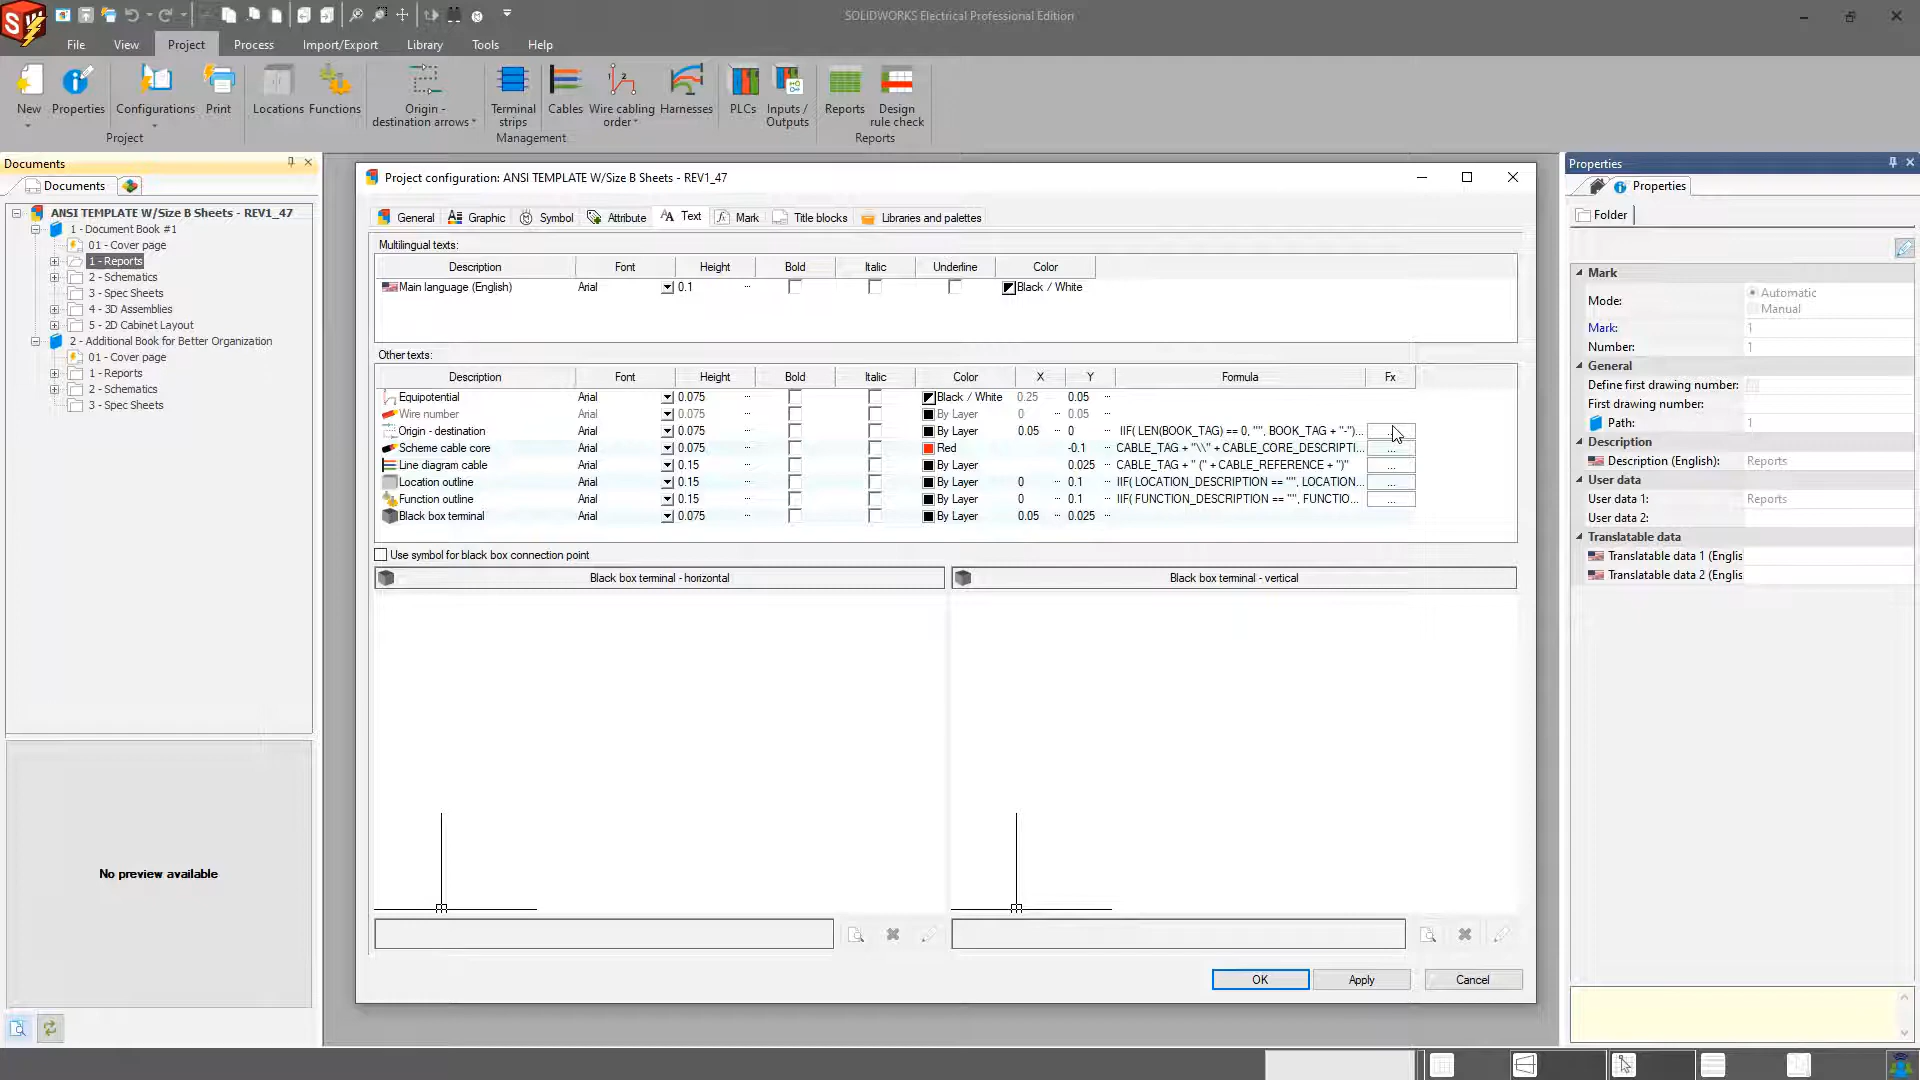 SOLIDWORKS Electrical Professional Edition
File View Project Process Import/Export Library Tools Help
New Properties Configurations Print Locations Functions Origin - destination arrows Terminal strips Cables Wire cabling order Harnesses PLCs Inputs / Outputs Reports Design rule check
Project Management Reports
Documents
Documents
ANSI TEMPLATE W/Size B Sheets - REV1_47
1 - Document Book #1
01 - Cover page
1 - Reports
2 - Schematics
3 - Spec Sheets
4 - 3D Assemblies
5 - 2D Cabinet Layout
2 - Additional Book for Better Organization
01 - Cover page
1 - Reports
2 - Schematics
3 - Spec Sheets
No preview available
Project configuration: ANSI TEMPLATE W/Size B Sheets - REV1_47
General Graphic Symbol Attribute Text Mark Title blocks Libraries and palettes
Multilingual texts:
Description Font Height Bold Italic Underline Color
Main language (English) Arial 0.1 Black / White
Other texts:
Description Font Height Bold Italic Color X Y Formula Fx
Equipotential Arial 0.075 Black / White 0.25 0.05
Wire number Arial 0.075 By Layer 0 0.05
Origin - destination Arial 0.075 By Layer 0.05 0 IIF( LEN(BOOK_TAG) == 0, "", BOOK_TAG + "-")... ...
Scheme cable core Arial 0.075 Red -0.1 CABLE_TAG + "\\" + CABLE_CORE_DESCRIPTI... ...
Line diagram cable Arial 0.15 By Layer 0.025 CABLE_TAG + " (" + CABLE_REFERENCE + ")" ...
Location outline Arial 0.15 By Layer 0 0.1 IIF( LOCATION_DESCRIPTION == "", LOCATION... ...
Function outline Arial 0.15 By Layer 0 0.1 IIF( FUNCTION_DESCRIPTION == "", FUNCTIO... ...
Black box terminal Arial 0.075 By Layer 0.05 0.025
Use symbol for black box connection point
Black box terminal - horizontal Black box terminal - vertical
OK Apply Cancel
Properties
Properties
Folder
Mark
Mode: Automatic
Manual
Mark: 1
Number: 1
General
Define first drawing number:
First drawing number:
Path: 1
Description
Description (English): Reports
User data
User data 1: Reports
User data 2:
Translatable data
Translatable data 1 (Englis
Translatable data 2 (Englis